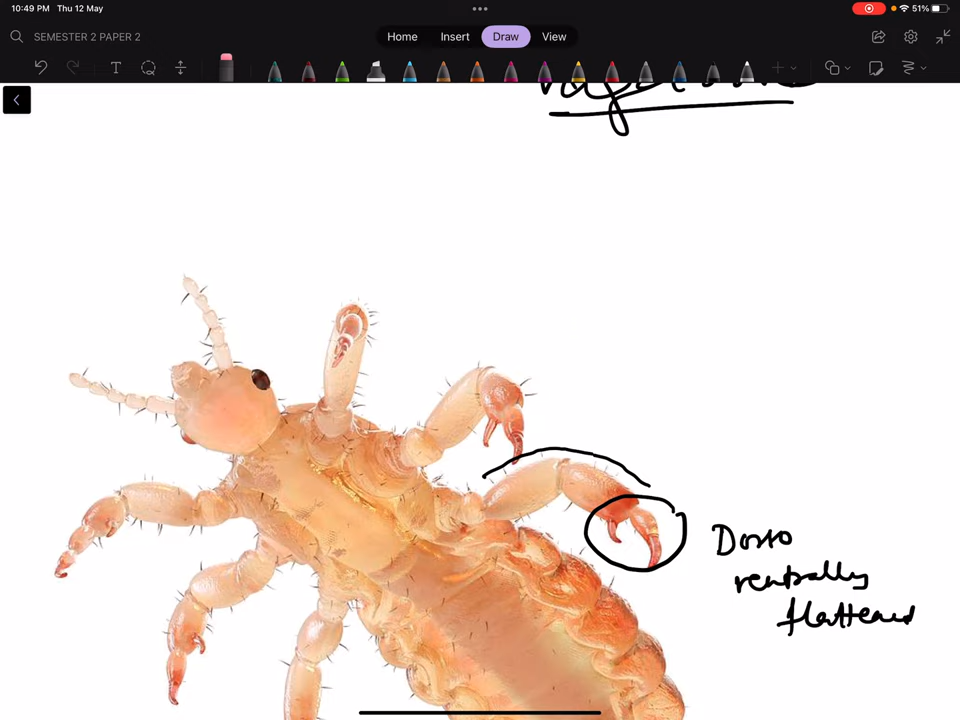 10:49 PM Thu 12 May
51%
SEMESTER 2 PAPER 2
Home Insert Draw View
Dorso
ventrally
flattened